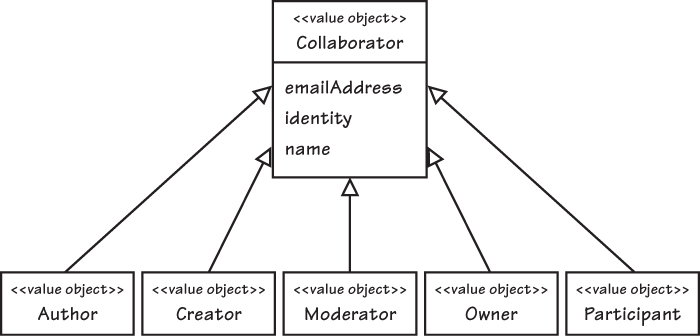 <<value object>>
Collaborator
emailAddress
identity
name
<<value object>>
Author
<<value object>>
Creator
<<value object>>
Moderator
<<value object>>
Owner
<<value object>>
Participant